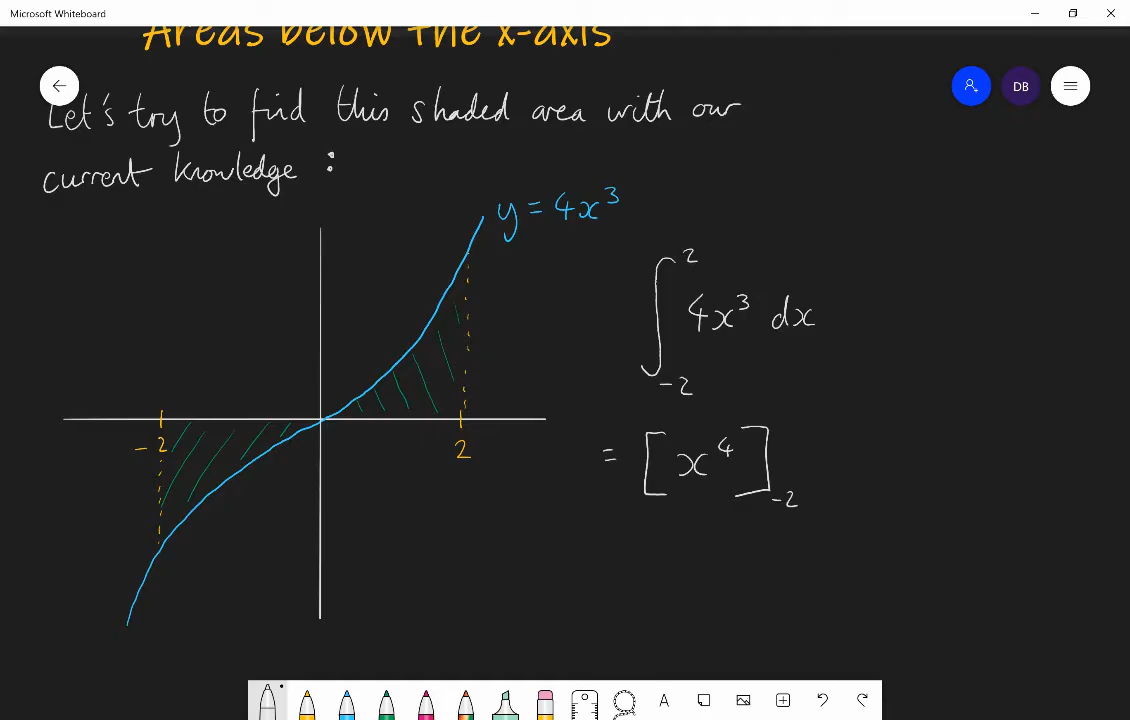 Microsoft Whiteboard
Areas below the x-axis
Let's try to find this shaded area with our
current knowledge :
DB
y = 4x³
-2
2
∫₋₂² 4x³ dx
= [x⁴]₋₂
A